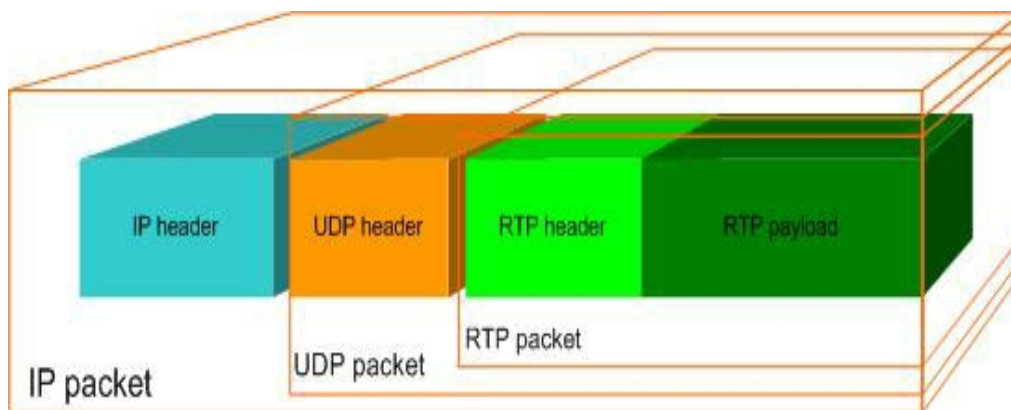 IP header
UDP header
RTP header
RTP payload
RTP packet
UDP packet
IP packet